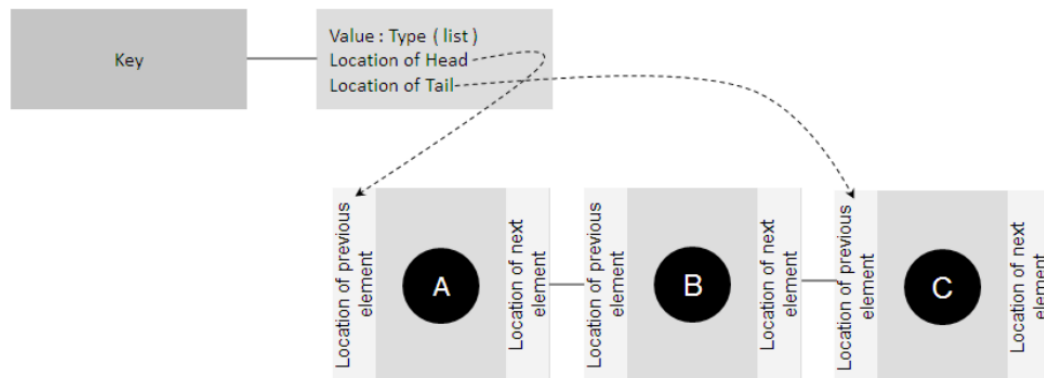 Key
Value : Type ( list )
Location of Head
Location of Tail
Location of previous
element
A
Location of next
element
Location of previous
element
B
Location of next
element
Location of previous
element
C
Location of next
element